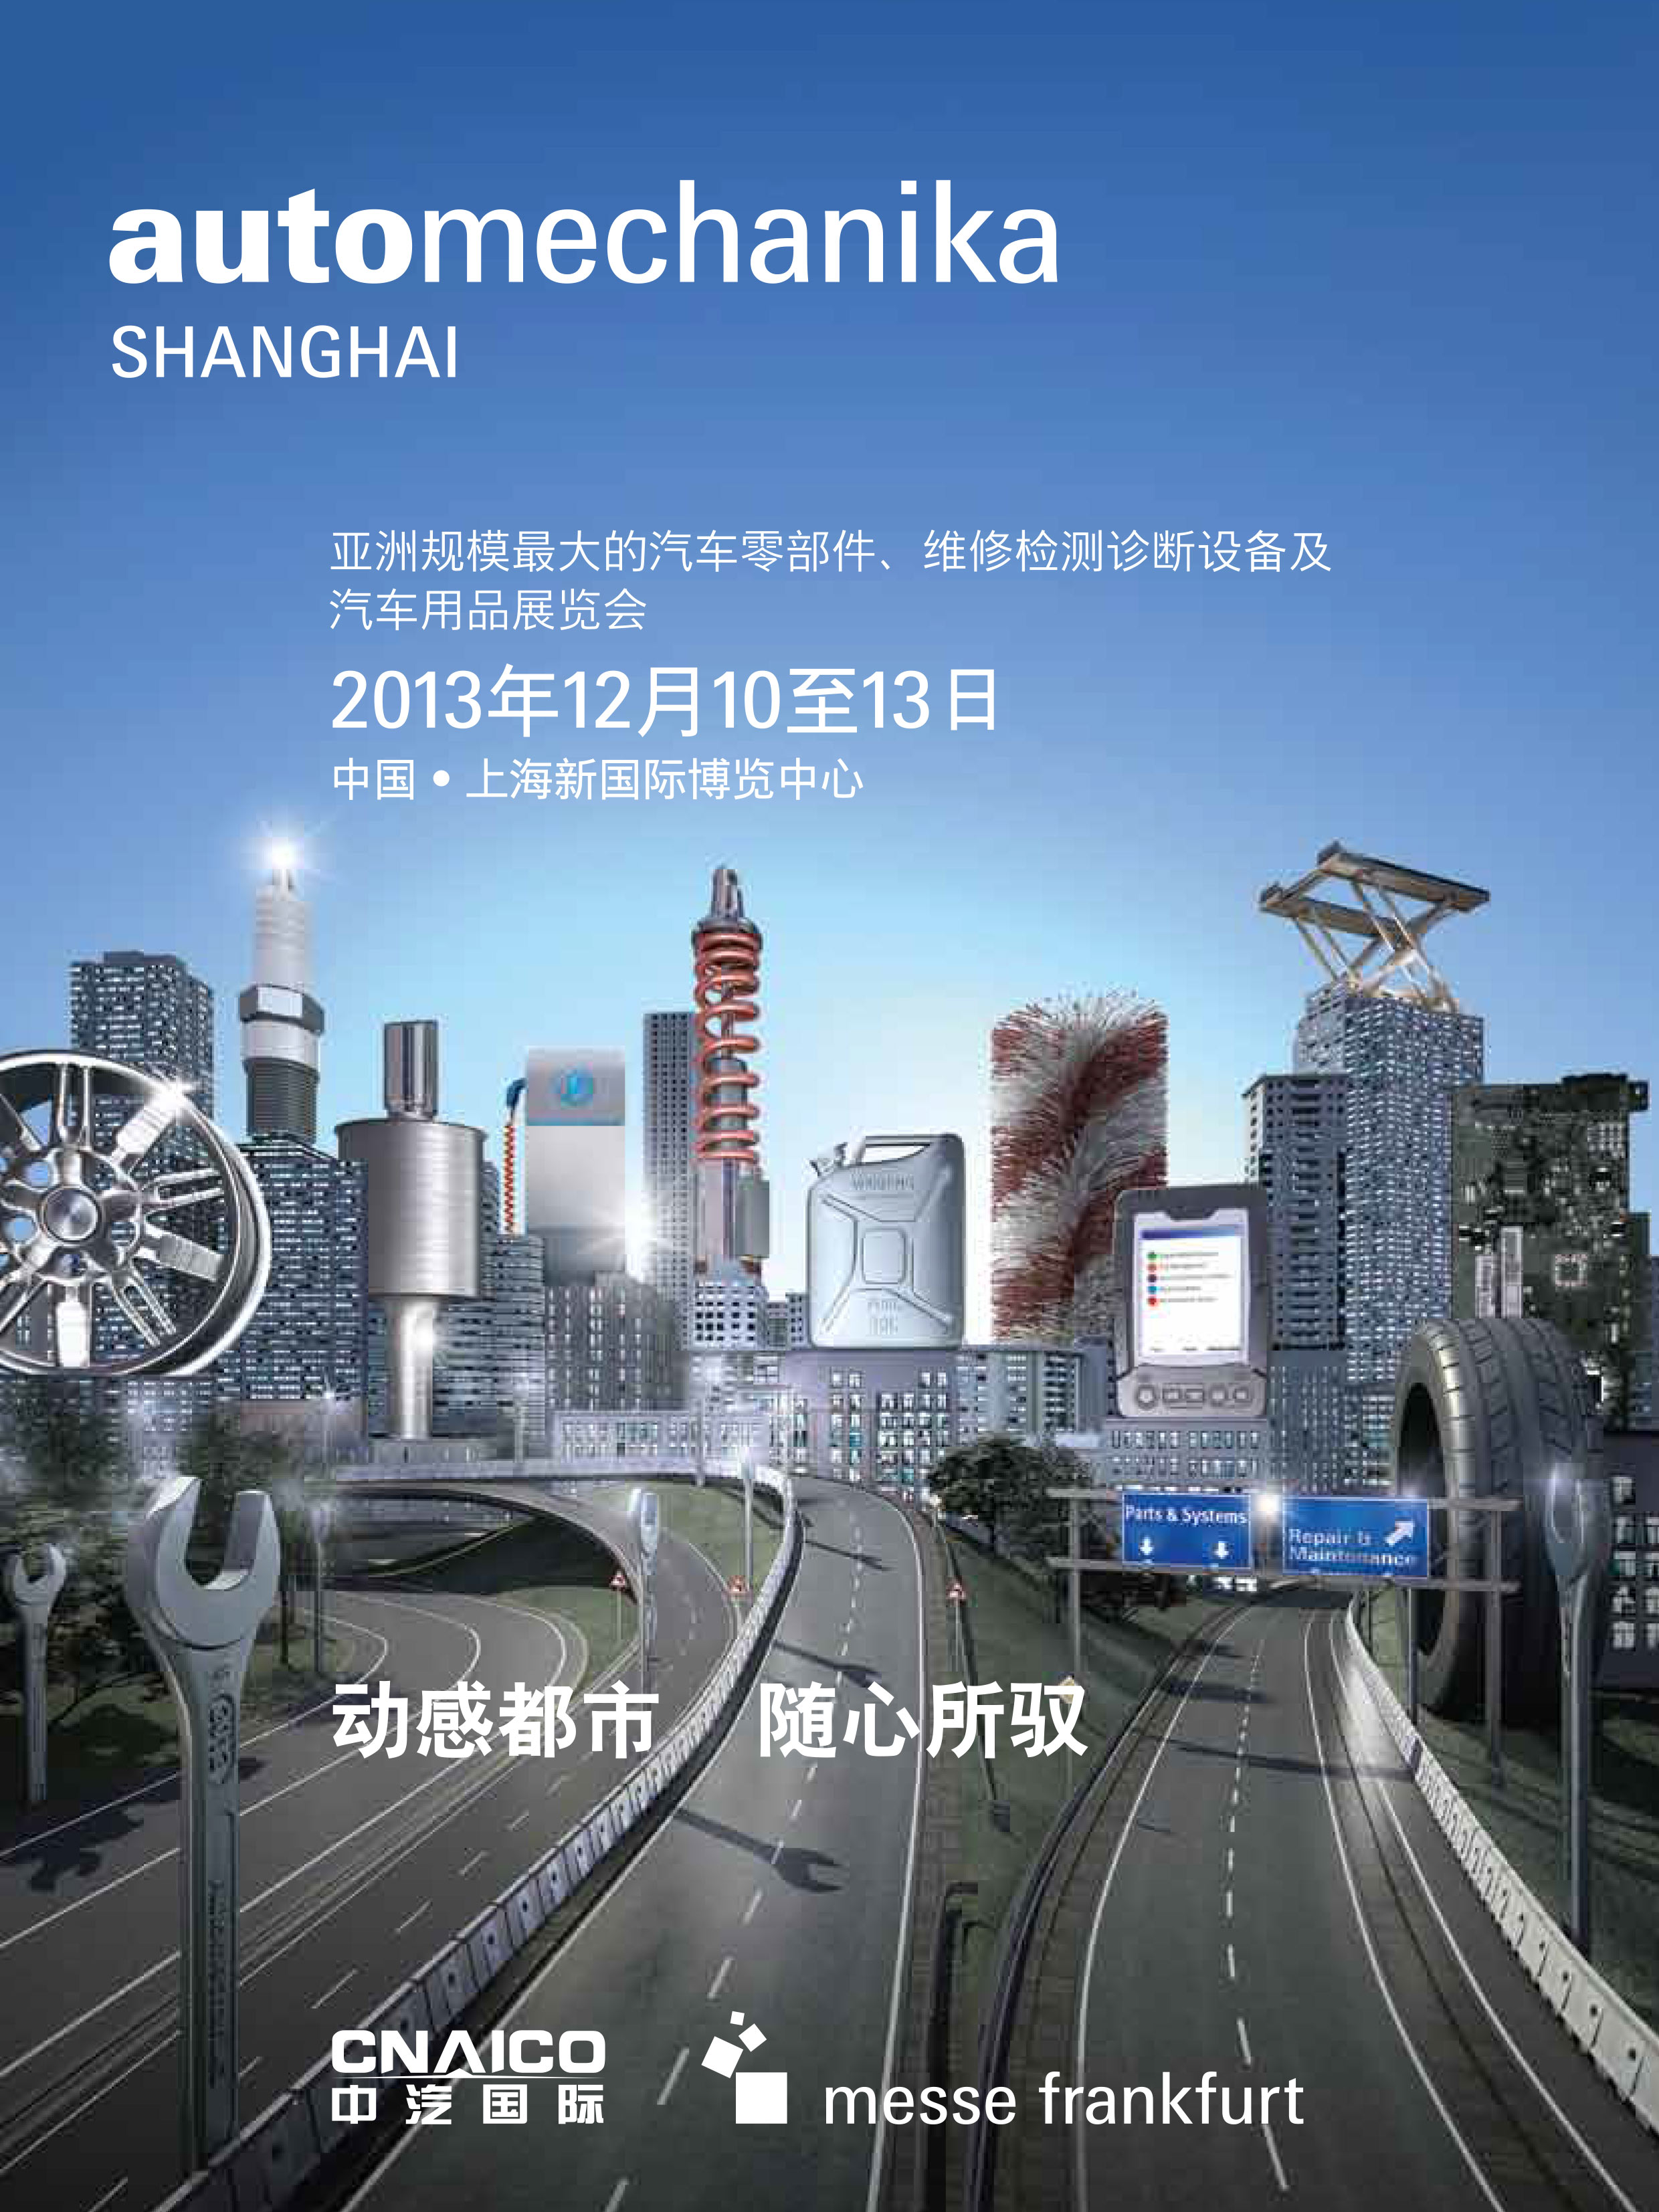 automechanika
SHANGHAI
亚洲规模最大的汽车零部件、维修检测诊断设备及
汽车用品展览会
2013年12月10至13日
中国•上海新国际博览中心
Parts & Systems
Repair &
Maintenance
动感都市 随心所驭
CNAICO
中汽国际
messe frankfurt